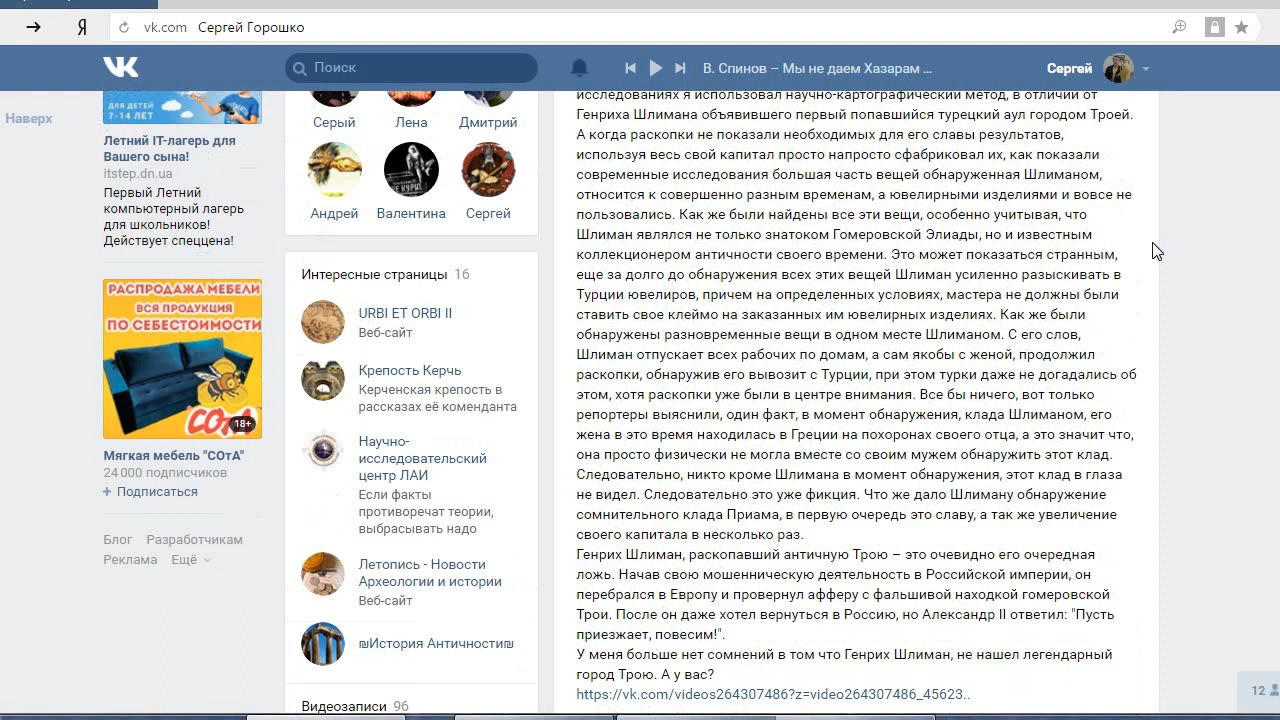 Я
vk.com Сергей Горошко
Поиск
В. Спинов – Мы не даем Хазарам ...
Сергей
Наверх
ДЛЯ ДЕТЕЙ
7-14 ЛЕТ
Летний IT-лагерь для
Вашего сына!
itstep.dn.ua
Первый Летний
компьютерный лагерь
для школьников!
Действует спеццена!
РАСПРОДАЖА МЕБЕЛИ
ВСЯ ПРОДУКЦИЯ
ПО СЕБЕСТОИМОСТИ
СОтА
18+
Мягкая мебель "СОтА"
24 000 подписчиков
+ Подписаться
Блог Разработчикам
Реклама Ещё
Серый Лена Дмитрий
Андрей Валентина Сергей
Интересные страницы 16
URBI ET ORBI II
Веб-сайт
Крепость Керчь
Керченская крепость в
рассказах её коменданта
Научно-
исследовательский
центр ЛАИ
Если факты
противоречат теории,
выбрасывать надо
Летопись - Новости
Археологии и истории
Веб-сайт
₪История Античности₪
Видеозаписи 96
исследованиях я использовал научно-картографический метод, в отличии от
Генриха Шлимана объявившего первый попавшийся турецкий аул городом Троей.
А когда раскопки не показали необходимых для его славы результатов,
используя весь свой капитал просто напросто сфабриковал их, как показали
современные исследования большая часть вещей обнаруженная Шлиманом,
относится к совершенно разным временам, а ювелирными изделиями и вовсе не
пользовались. Как же были найдены все эти вещи, особенно учитывая, что
Шлиман являлся не только знатоком Гомеровской Элиады, но и известным
коллекционером античности своего времени. Это может показаться странным,
еще за долго до обнаружения всех этих вещей Шлиман усиленно разыскивать в
Турции ювелиров, причем на определенных условиях, мастера не должны были
ставить свое клеймо на заказанных им ювелирных изделиях. Как же были
обнаружены разновременные вещи в одном месте Шлиманом. С его слов,
Шлиман отпускает всех рабочих по домам, а сам якобы с женой, продолжил
раскопки, обнаружив его вывозит с Турции, при этом турки даже не догадались об
этом, хотя раскопки уже были в центре внимания. Все бы ничего, вот только
репортеры выяснили, один факт, в момент обнаружения, клада Шлиманом, его
жена в это время находилась в Греции на похоронах своего отца, а это значит что,
она просто физически не могла вместе со своим мужем обнаружить этот клад.
Следовательно, никто кроме Шлимана в момент обнаружения, этот клад в глаза
не видел. Следовательно это уже фикция. Что же дало Шлиману обнаружение
сомнительного клада Приама, в первую очередь это славу, а так же увеличение
своего капитала в несколько раз.
Генрих Шлиман, раскопавший античную Трою – это очевидно его очередная
ложь. Начав свою мошенническую деятельность в Российской империи, он
перебрался в Европу и провернул афферу с фальшивой находкой гомеровской
Трои. После он даже хотел вернуться в Россию, но Александр II ответил: "Пусть
приезжает, повесим!".
У меня больше нет сомнений в том что Генрих Шлиман, не нашел легендарный
город Трою. А у вас?
https://vk.com/videos264307486?z=video264307486_45623..
12